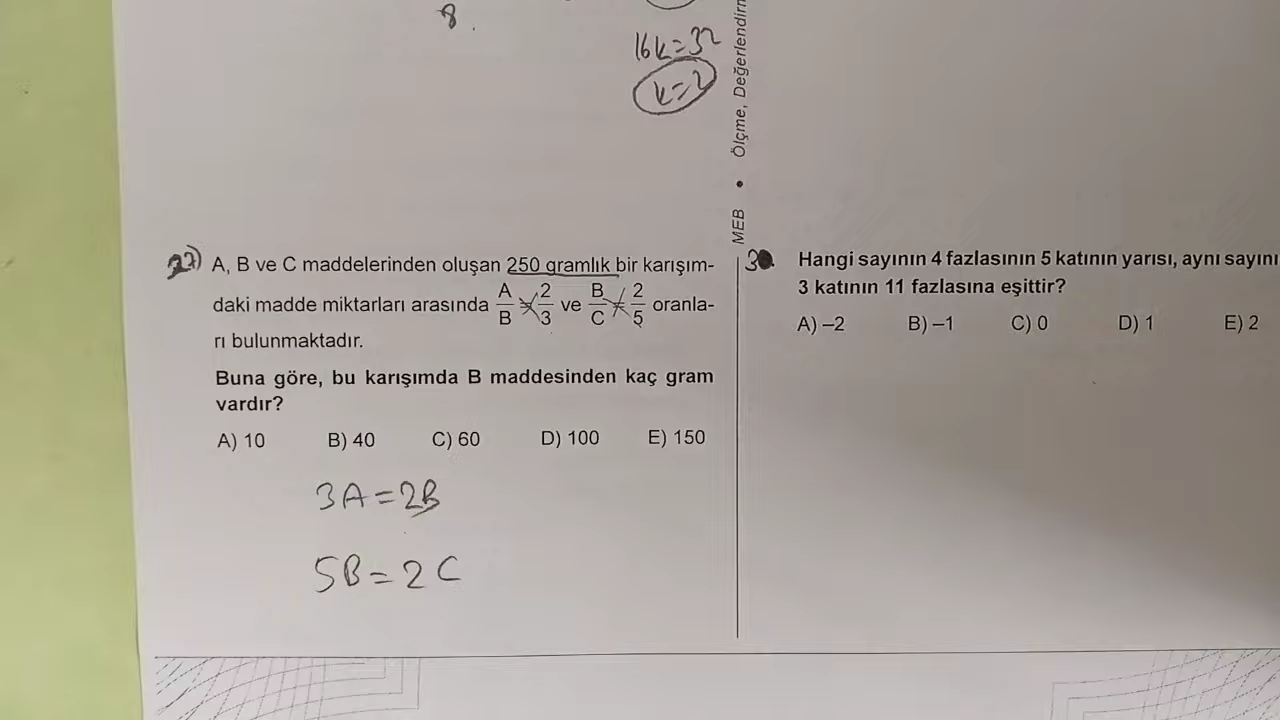 8.
16k=32
k=2
MEB • Ölçme, Değerlendirm
27) A, B ve C maddelerinden oluşan 250 gramlık bir karışım-
daki madde miktarları arasında A/B = 2/3 ve B/C = 2/5 oranla-
rı bulunmaktadır.
Buna göre, bu karışımda B maddesinden kaç gram
vardır?
A) 10 B) 40 C) 60 D) 100 E) 150
3A=2B
5B=2C
Hangi sayının 4 fazlasının 5 katının yarısı, aynı sayını
3 katının 11 fazlasına eşittir?
A) –2 B) –1 C) 0 D) 1 E) 2